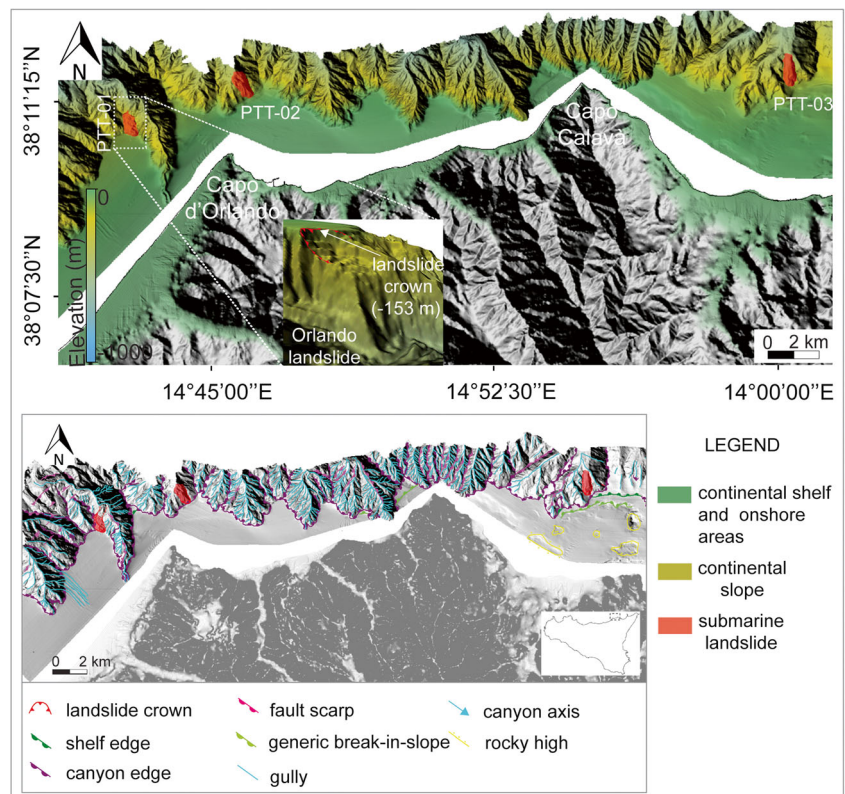 N
38°11'15''N
38°07'30''N
PTT-01
PTT-02
PTT-03
Capo
Calavà
Capo
d'Orlando
0
Elevation (m)
-1000
landslide
crown
(-153 m)
Orlando
landslide
0 2 km
14°45'00''E
14°52'30''E
14°00'00''E
N
0 2 km
LEGEND
continental shelf
and onshore
areas
continental
slope
submarine
landslide
landslide crown
shelf edge
canyon edge
fault scarp
generic break-in-slope
gully
canyon axis
rocky high